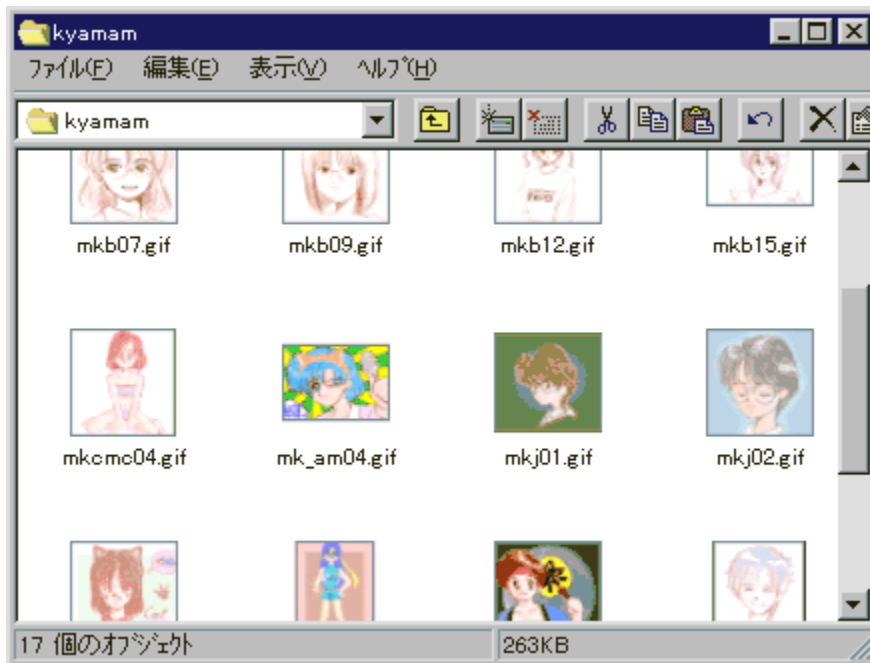 kyamam
ﾌｧｲﾙ(F) 編集(E) 表示(V) ﾍﾙﾌﾟ(H)
kyamam
mkb07.gif mkb09.gif mkb12.gif mkb15.gif
mkcmc04.gif mk_am04.gif mkj01.gif mkj02.gif
17 個のｵﾌﾞｼﾞｪｸﾄ 263KB